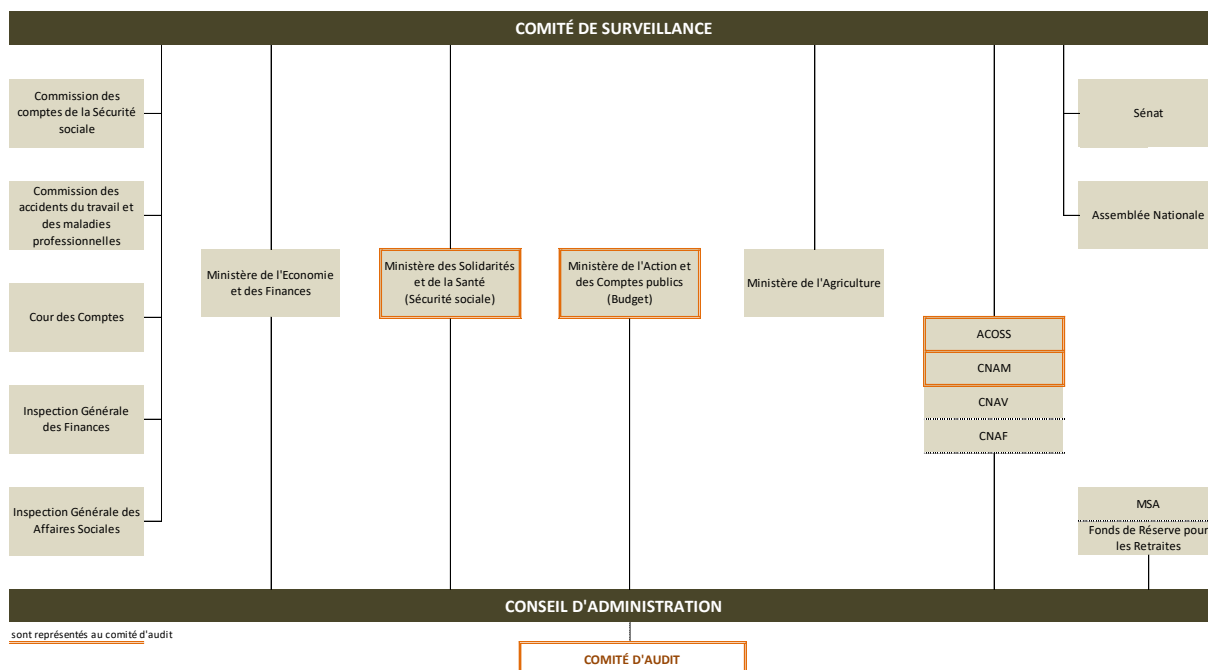 COMITÉ DE SURVEILLANCE
Commission des
comptes de la Sécurité
sociale
Sénat
Commission des
accidents du travail et
des maladies
professionnelles
Assemblée Nationale
Ministère de l'Economie
et des Finances
Ministère des Solidarités
et de la Santé
(Sécurité sociale)
Ministère de l'Action et
des Comptes publics
(Budget)
Ministère de l'Agriculture
Cour des Comptes
ACOSS
CNAM
CNAV
CNAF
Inspection Générale
des Finances
Inspection Générale des
Affaires Sociales
MSA
Fonds de Réserve pour
les Retraites
CONSEIL D'ADMINISTRATION
sont représentés au comité d'audit
COMITÉ D'AUDIT